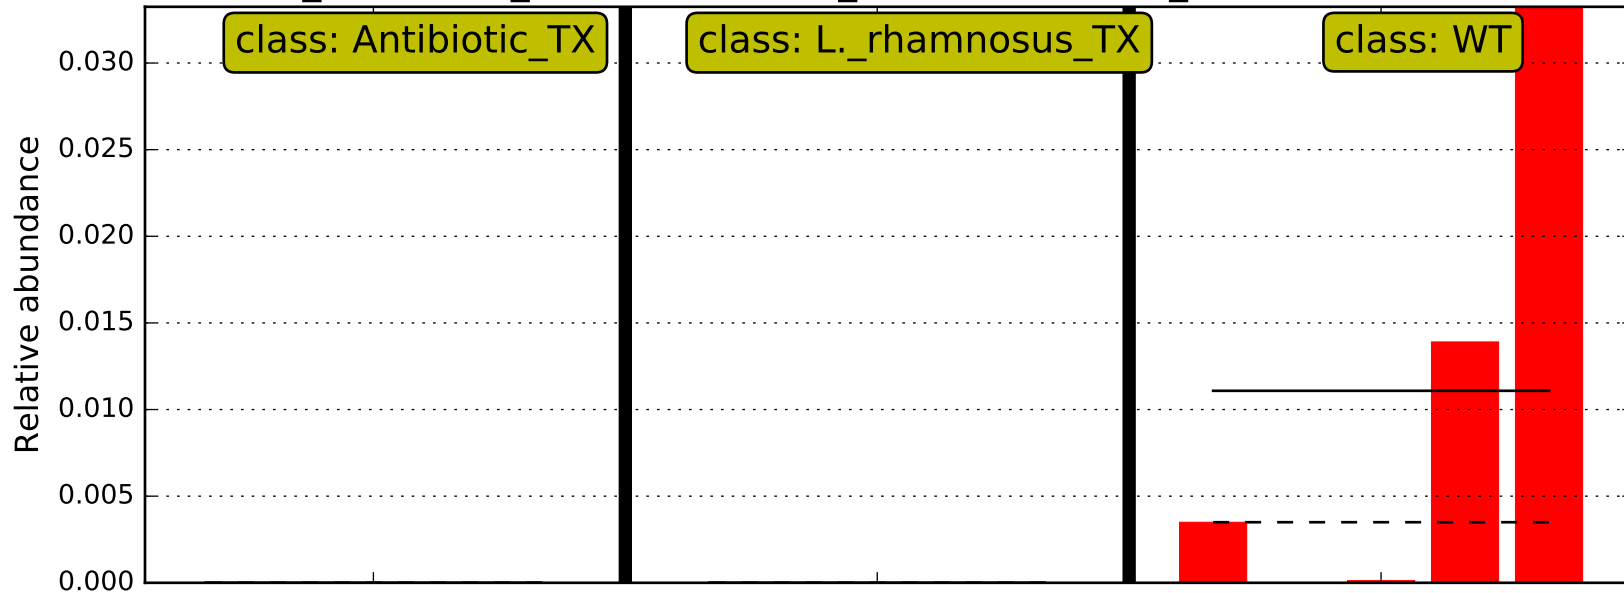 class: Antibiotic_TX
class: L._rhamnosus_TX
class: WT
0.030
0.025
0.020
0.015
0.010
0.005
0.000
Relative abundance